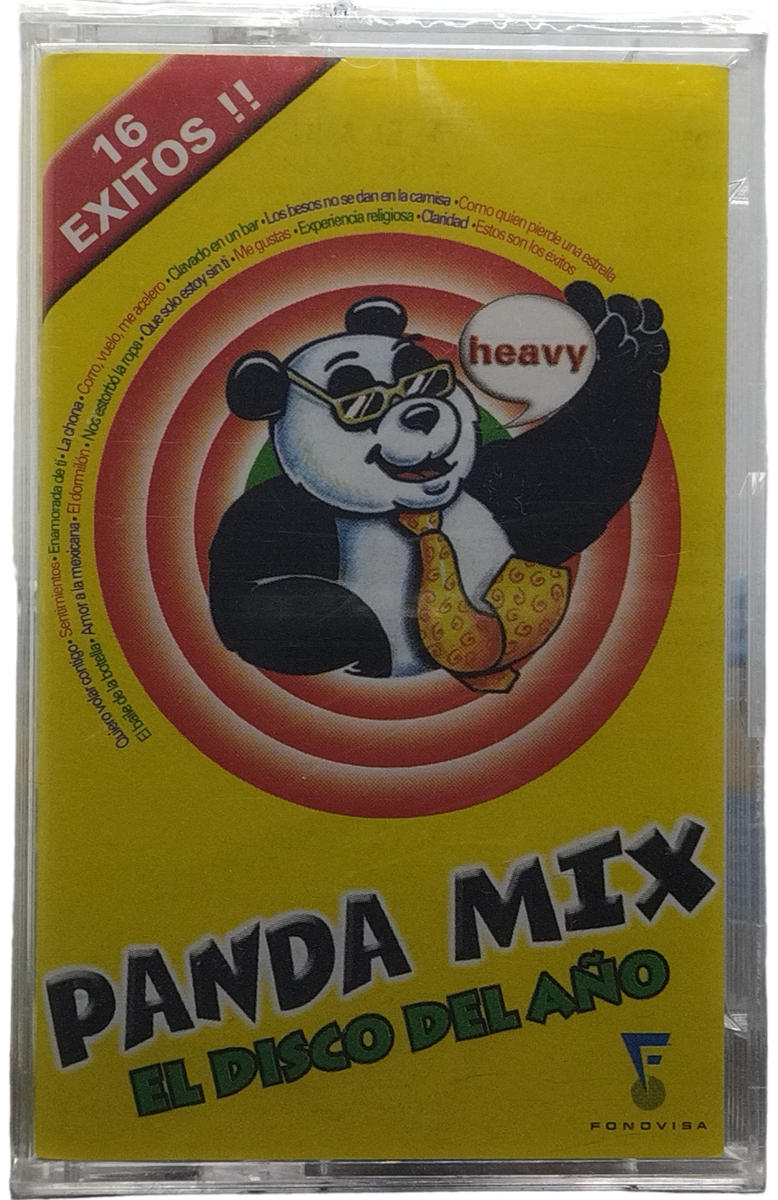 16
EXITOS !!
Quiero volar contigo • Sentimientos • Enamorada de ti • La chona • Corro, vuelo, me acelero • Clavado en un bar • Los besos no se dan en la camisa • Como quien pierde una estrella
El baile de la botella • Amor a la mexicana • El dormilón • Nos estorbó la ropa • Que solo estoy sin ti • Me gustas • Experiencia religiosa • Claridad • Estos son los éxitos
heavy
PANDA MIX
EL DISCO DEL AÑO
F
FONOVISA